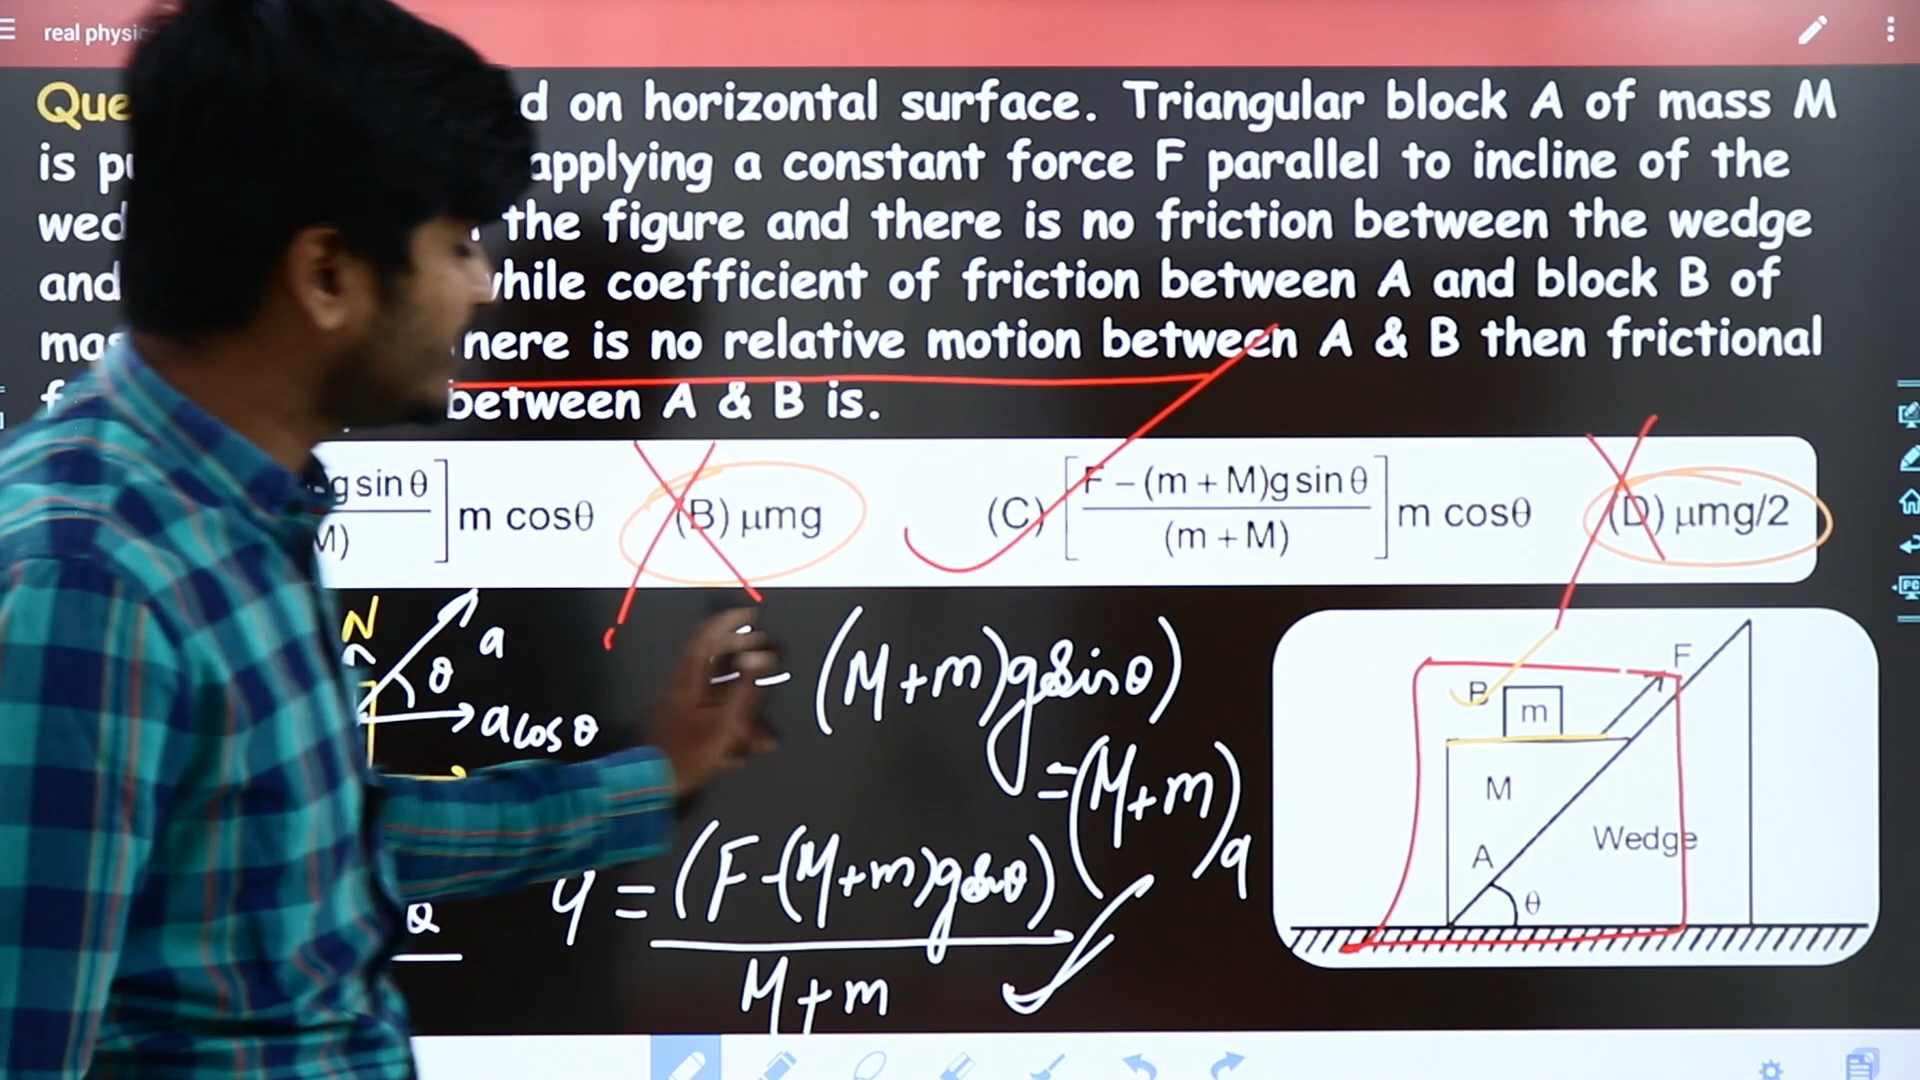 real physic
Que d on horizontal surface. Triangular block A of mass M
is pu applying a constant force F parallel to incline of the
wed the figure and there is no friction between the wedge
and while coefficient of friction between A and block B of
mas here is no relative motion between A & B then frictional
f between A & B is.
g sin θ
M)
] m cosθ
(B) μmg
(C) [ F – (m + M)g sin θ
(m + M)
] m cosθ
(D) μmg/2
N
a
θ
a cos θ
– (M+m)g sin θ)
= (M+m)a
a = (F-(M+m)g sin θ)
M+m
F
B
m
M
A
Wedge
θ